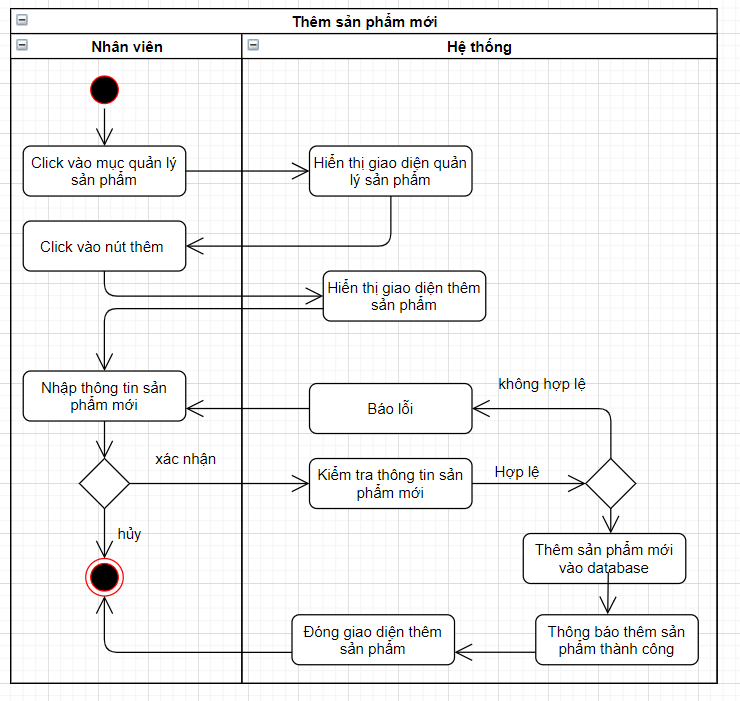 Thêm sản phẩm mới
Nhân viên
Hệ thống
Click vào mục quản lý
sản phẩm
Hiển thị giao diện quản
lý sản phẩm
Click vào nút thêm
Hiển thị giao diện thêm
sản phẩm
Nhập thông tin sản
phẩm mới
Báo lỗi
không hợp lệ
xác nhận
Kiểm tra thông tin sản
phẩm mới
Hợp lệ
hủy
Thêm sản phẩm mới
vào database
Đóng giao diện thêm
sản phẩm
Thông báo thêm sản
phẩm thành công